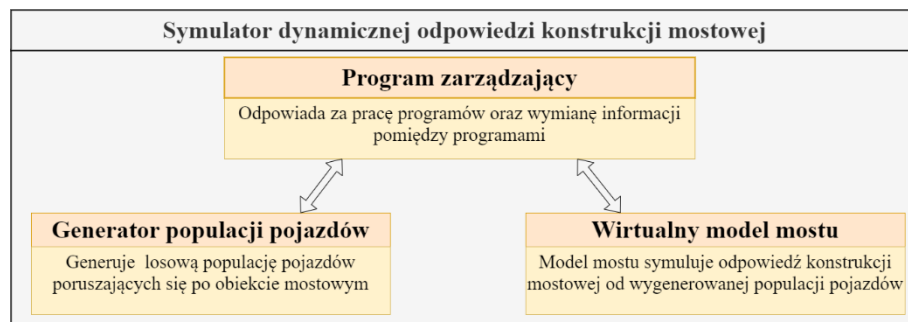 Symulator dynamicznej odpowiedzi konstrukcji mostowej
Program zarządzający
Odpowiada za pracę programów oraz wymianę informacji
pomiędzy programami
Generator populacji pojazdów
Generuje losową populację pojazdów
poruszających się po obiekcie mostowym
Wirtualny model mostu
Model mostu symuluje odpowiedź konstrukcji
mostowej od wygenerowanej populacji pojazdów